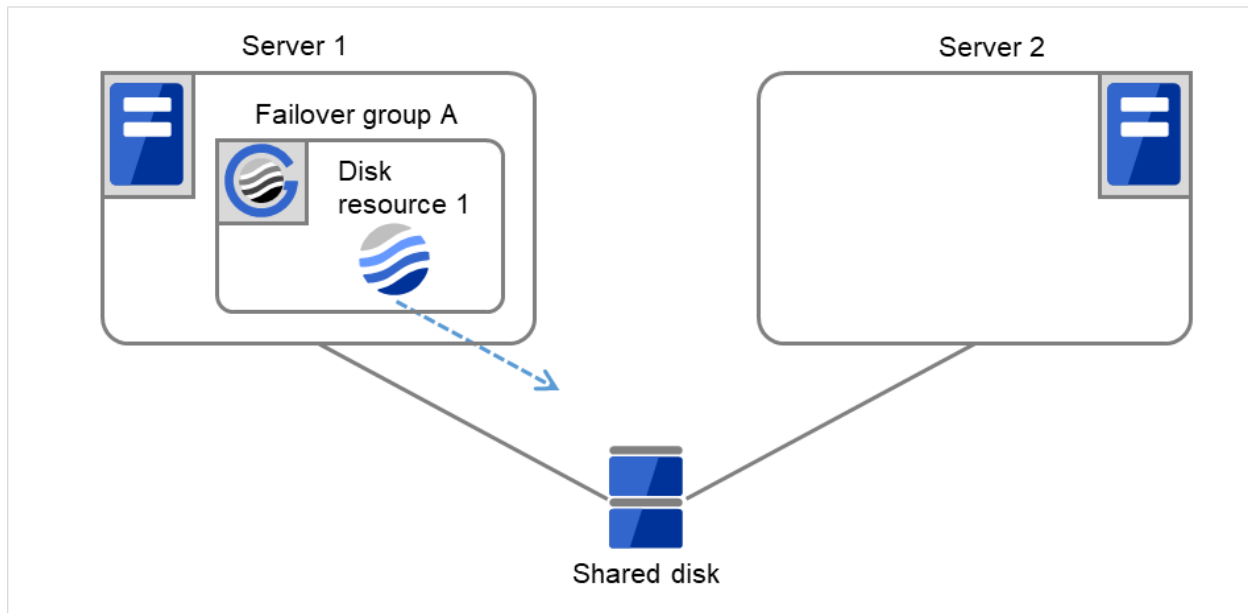 Server 1
Server 2
Failover group A
Disk
resource 1
Shared disk